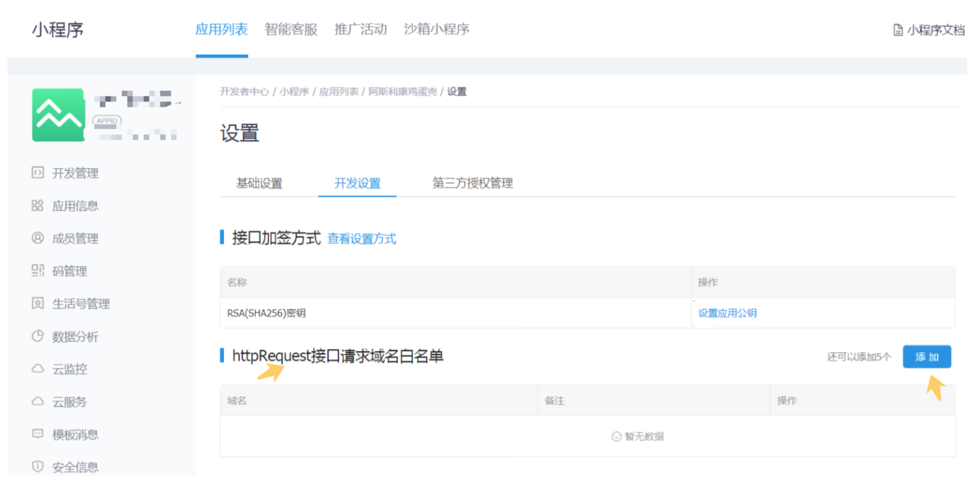 小程序 应用列表 智能客服 推广活动 沙箱小程序 小程序文档
开发者中心 / 小程序 / 应用列表 / 阿斯利康鸡蛋壳 / 设置
APPID
设置
开发管理
基础设置 开发设置 第三方授权管理
应用信息
成员管理
接口加签方式 查看设置方式
码管理
名称 操作
生活号管理
RSA(SHA256)密钥 设置应用公钥
数据分析
httpRequest接口请求域名白名单 还可以添加5个 添加
云监控
云服务
域名 备注 操作
模板消息
暂无数据
安全信息